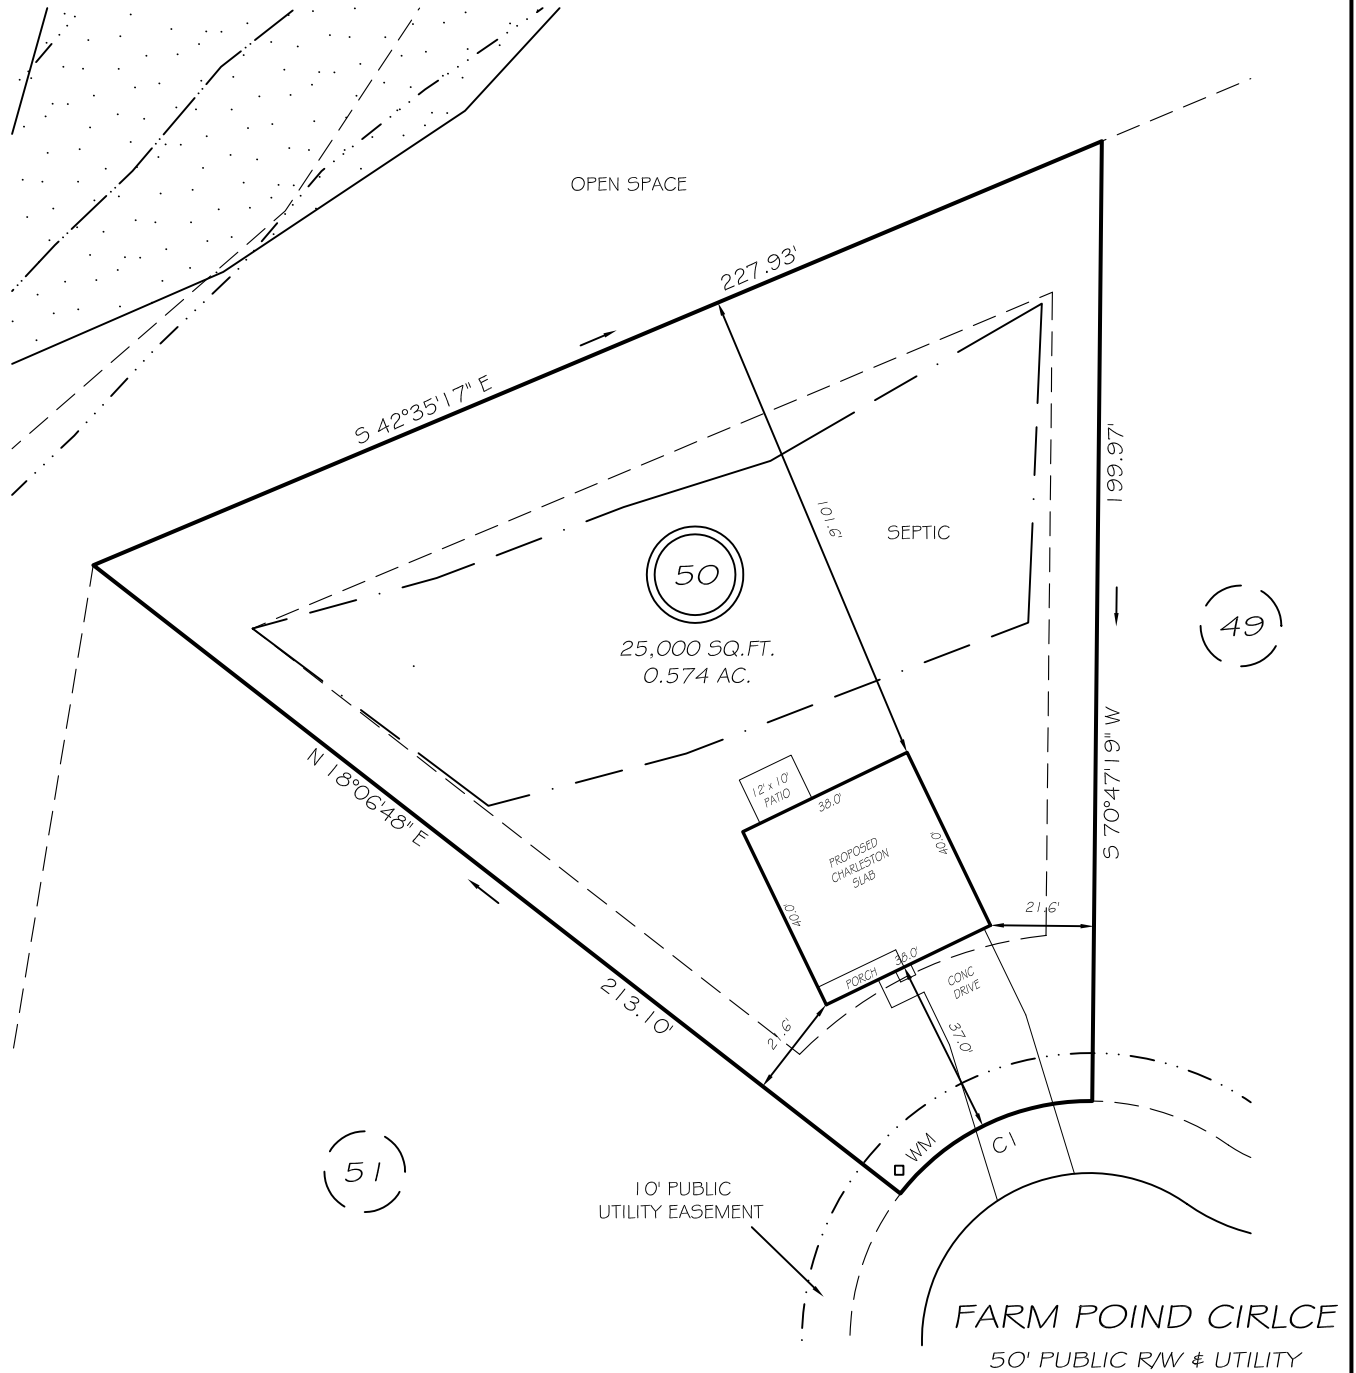 OPEN SPACE
227.93'
S 42°35'17" E
199.97'
101.6'
SEPTIC
50
25,000 SQ.FT.
0.574 AC.
49
S 70°47'19" W
N 18°06'48" E
12' x 10'
PATIO
38.0'
40.0'
PROPOSED
CHARLESTON
SLAB
40.0'
21.6'
38.0'
PORCH
CONC
DRIVE
213.10'
21.6'
37.0'
WM
C1
51
10' PUBLIC
UTILITY EASEMENT
FARM POIND CIRLCE
50' PUBLIC R/W & UTILITY